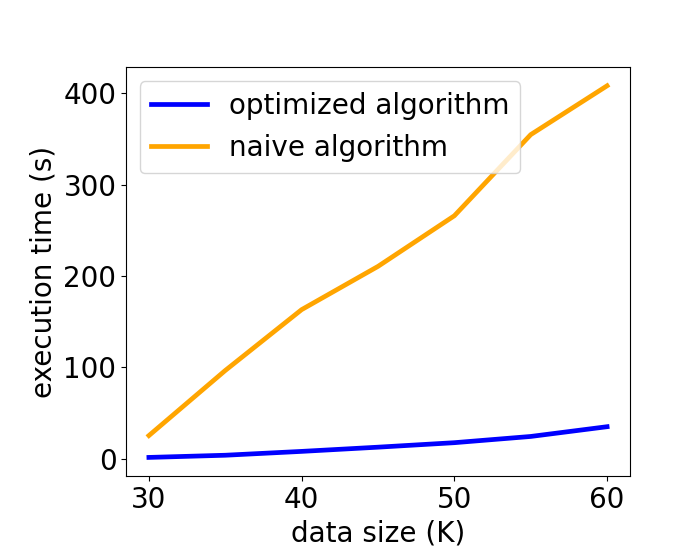 optimized algorithm
naive algorithm
execution time (s)
400
300
200
100
0
30 40 50 60
data size (K)